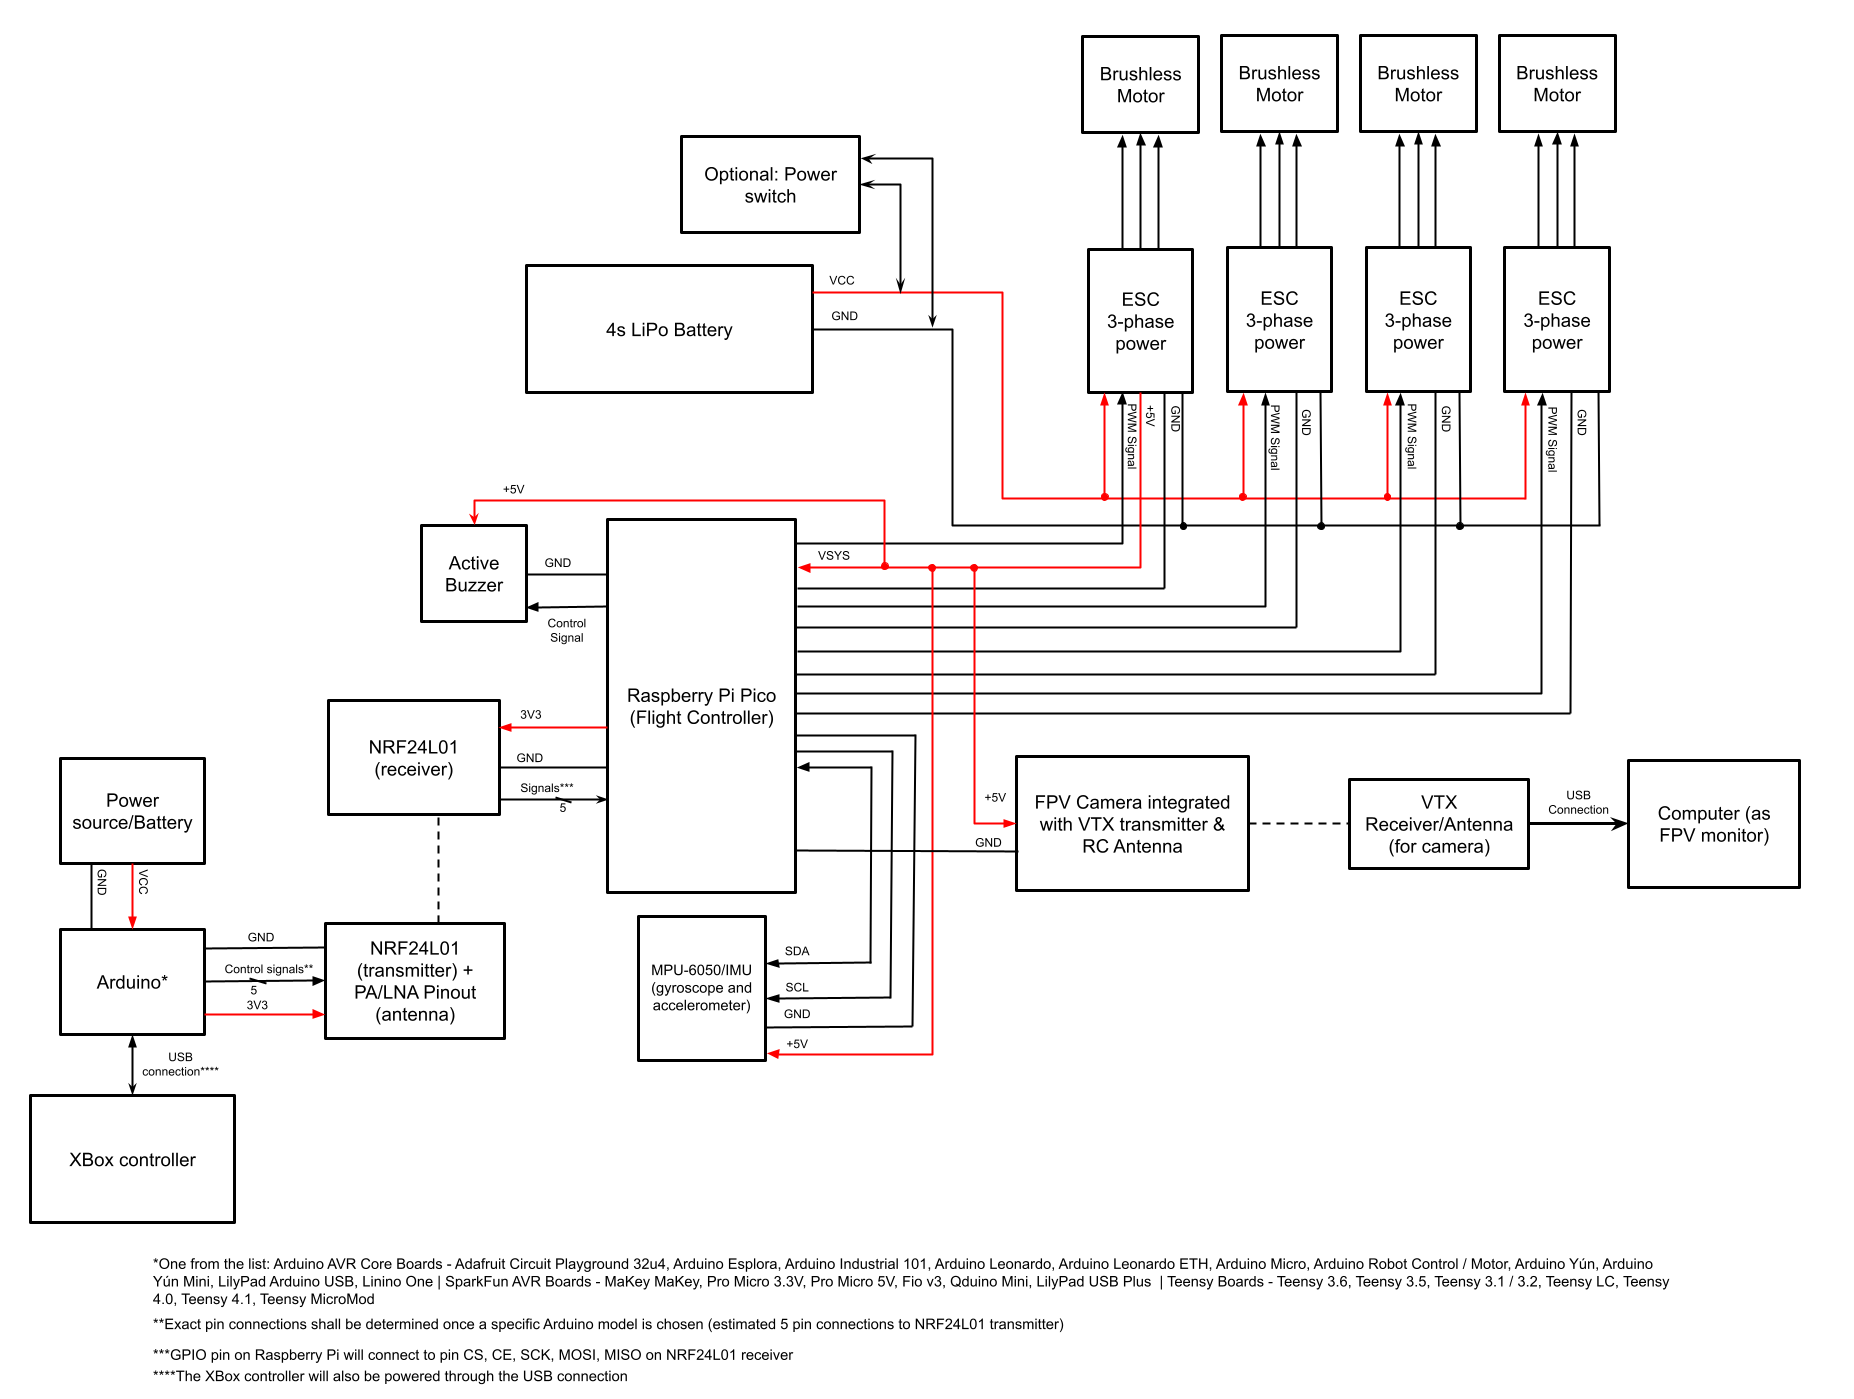 Brushless
Motor
Brushless
Motor
Brushless
Motor
Brushless
Motor
Optional: Power
switch
VCC
4s LiPo Battery
GND
ESC
3-phase
power
ESC
3-phase
power
ESC
3-phase
power
ESC
3-phase
power
PWM Signal
+5V
GND
PWM Signal
GND
PWM Signal
GND
PWM Signal
GND
+5V
Active
Buzzer
GND
Control
Signal
VSYS
Raspberry Pi Pico
(Flight Controller)
NRF24L01
(receiver)
3V3
GND
Signals***
5
Power
source/Battery
GND
VCC
Arduino*
GND
Control signals**
5
3V3
NRF24L01
(transmitter) +
PA/LNA Pinout
(antenna)
USB
connection****
XBox controller
MPU-6050/IMU
(gyroscope and
accelerometer)
SDA
SCL
GND
+5V
+5V
GND
FPV Camera integrated
with VTX transmitter &
RC Antenna
VTX
Receiver/Antenna
(for camera)
USB
Connection
Computer (as
FPV monitor)
*One from the list: Arduino AVR Core Boards - Adafruit Circuit Playground 32u4, Arduino Esplora, Arduino Industrial 101, Arduino Leonardo, Arduino Leonardo ETH, Arduino Micro, Arduino Robot Control / Motor, Arduino Yún, Arduino
Yún Mini, LilyPad Arduino USB, Linino One | SparkFun AVR Boards - MaKey MaKey, Pro Micro 3.3V, Pro Micro 5V, Fio v3, Qduino Mini, LilyPad USB Plus | Teensy Boards - Teensy 3.6, Teensy 3.5, Teensy 3.1 / 3.2, Teensy LC, Teensy
4.0, Teensy 4.1, Teensy MicroMod
**Exact pin connections shall be determined once a specific Arduino model is chosen (estimated 5 pin connections to NRF24L01 transmitter)
***GPIO pin on Raspberry Pi will connect to pin CS, CE, SCK, MOSI, MISO on NRF24L01 receiver
****The XBox controller will also be powered through the USB connection